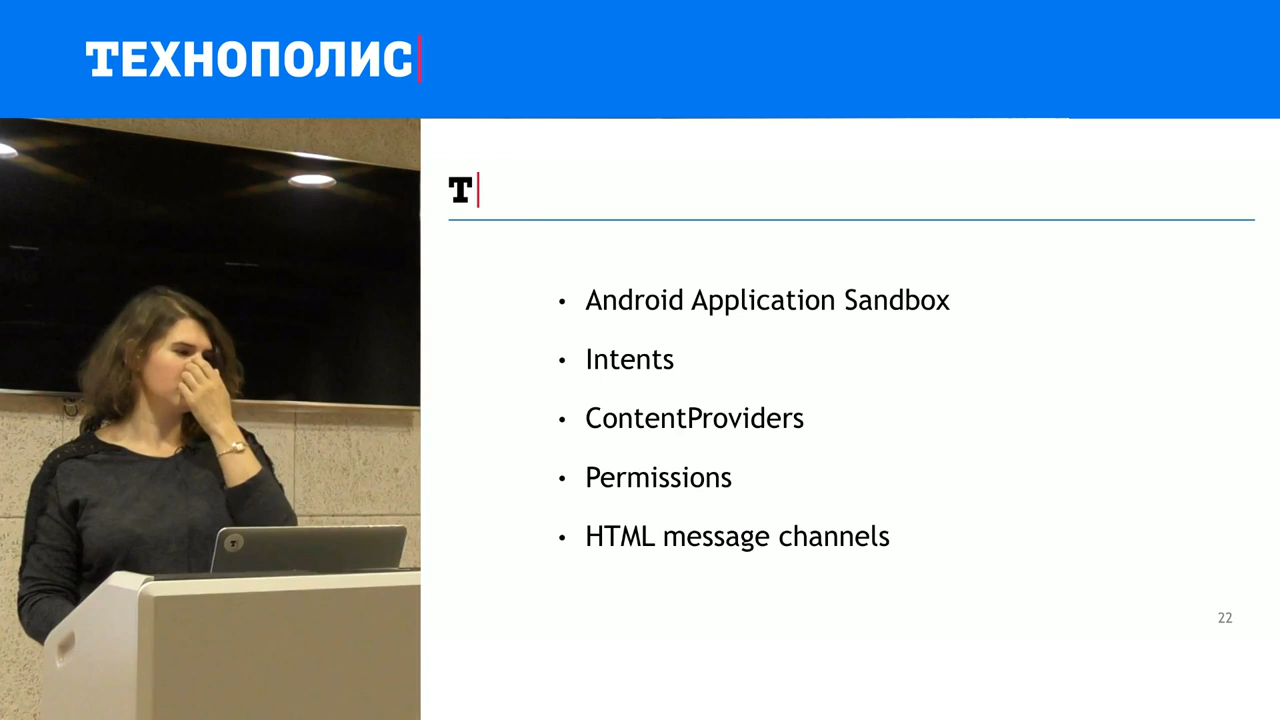 ТЕХНОПОЛИС
Т
• Android Application Sandbox
• Intents
• ContentProviders
• Permissions
• HTML message channels
22